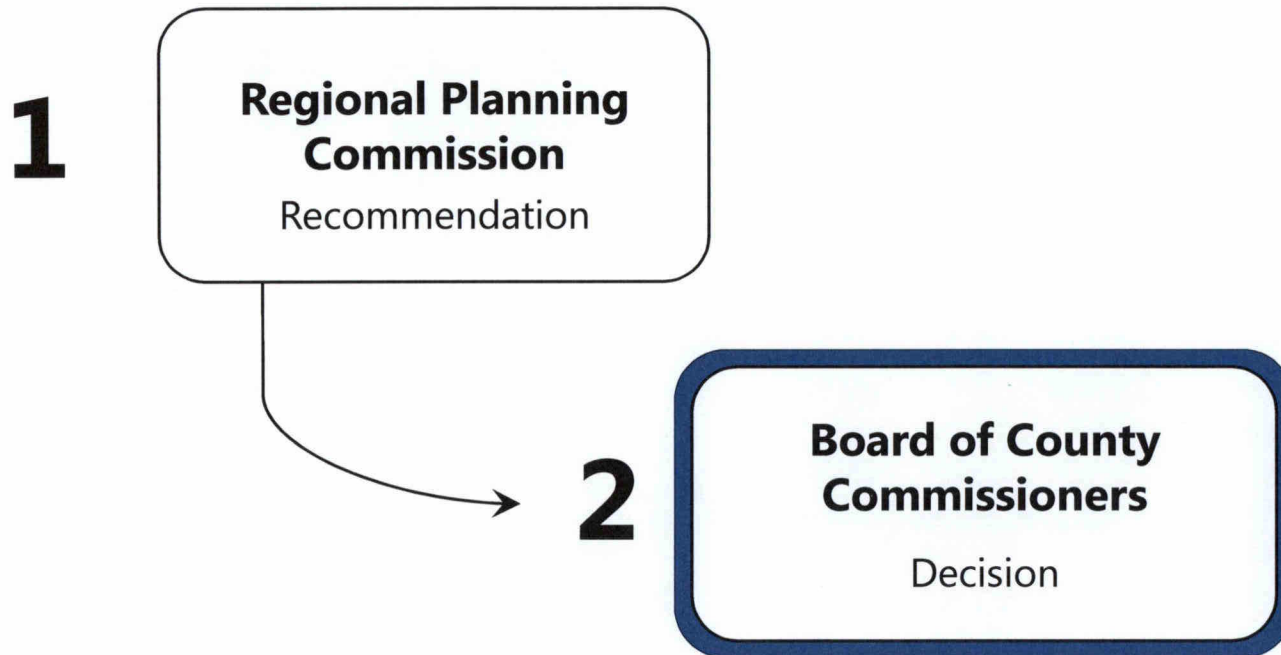 1
Regional Planning
Commission
Recommendation
2
Board of County
Commissioners
Decision